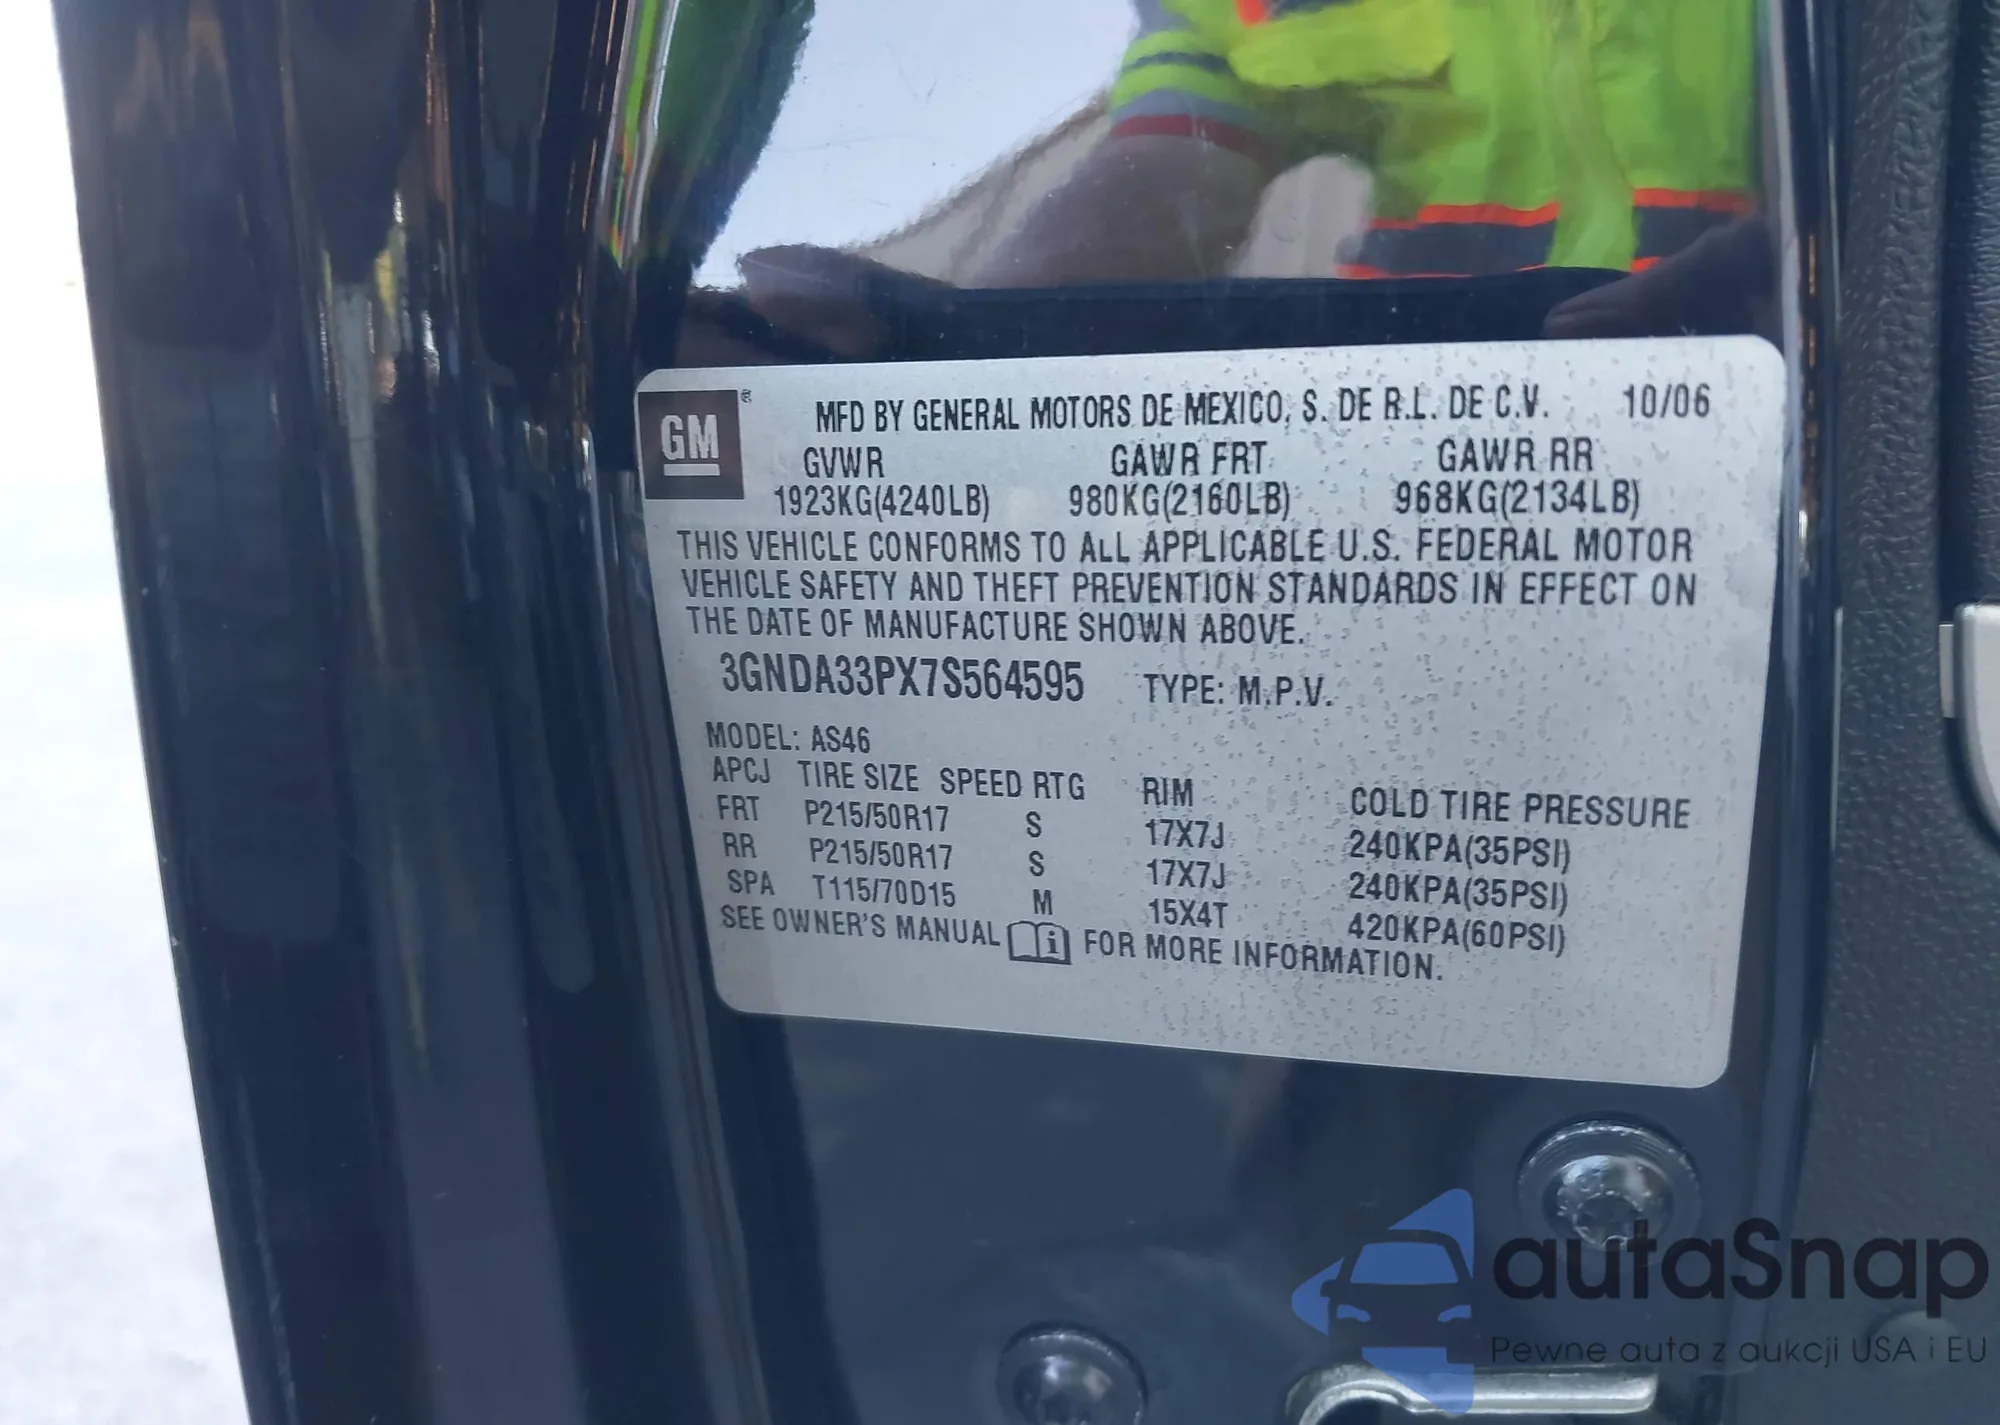 GM ® MFD BY GENERAL MOTORS DE MEXICO, S. DE R.L. DE C.V. 10/06
GVWR GAWR FRT GAWR RR
1923KG(4240LB) 980KG(2160LB) 968KG(2134LB)
THIS VEHICLE CONFORMS TO ALL APPLICABLE U.S. FEDERAL MOTOR
VEHICLE SAFETY AND THEFT PREVENTION STANDARDS IN EFFECT ON
THE DATE OF MANUFACTURE SHOWN ABOVE.
3GNDA33PX7S564595 TYPE: M.P.V.
MODEL: AS46
APCJ TIRE SIZE SPEED RTG RIM COLD TIRE PRESSURE
FRT P215/50R17 S 17X7J 240KPA(35PSI)
RR P215/50R17 S 17X7J 240KPA(35PSI)
SPA T115/70D15 M 15X4T 420KPA(60PSI)
SEE OWNER'S MANUAL i FOR MORE INFORMATION.
autaSnap
Pewne auta z aukcji USA i EU